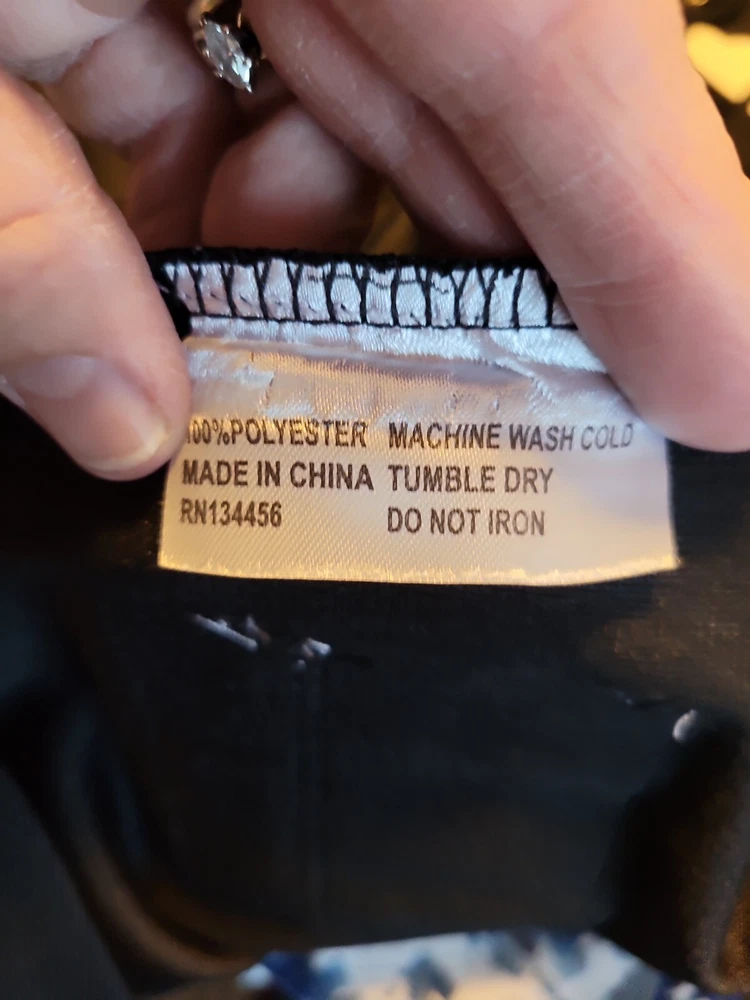 100%POLYESTER
MADE IN CHINA
RN134456
MACHINE WASH COLD
TUMBLE DRY
DO NOT IRON